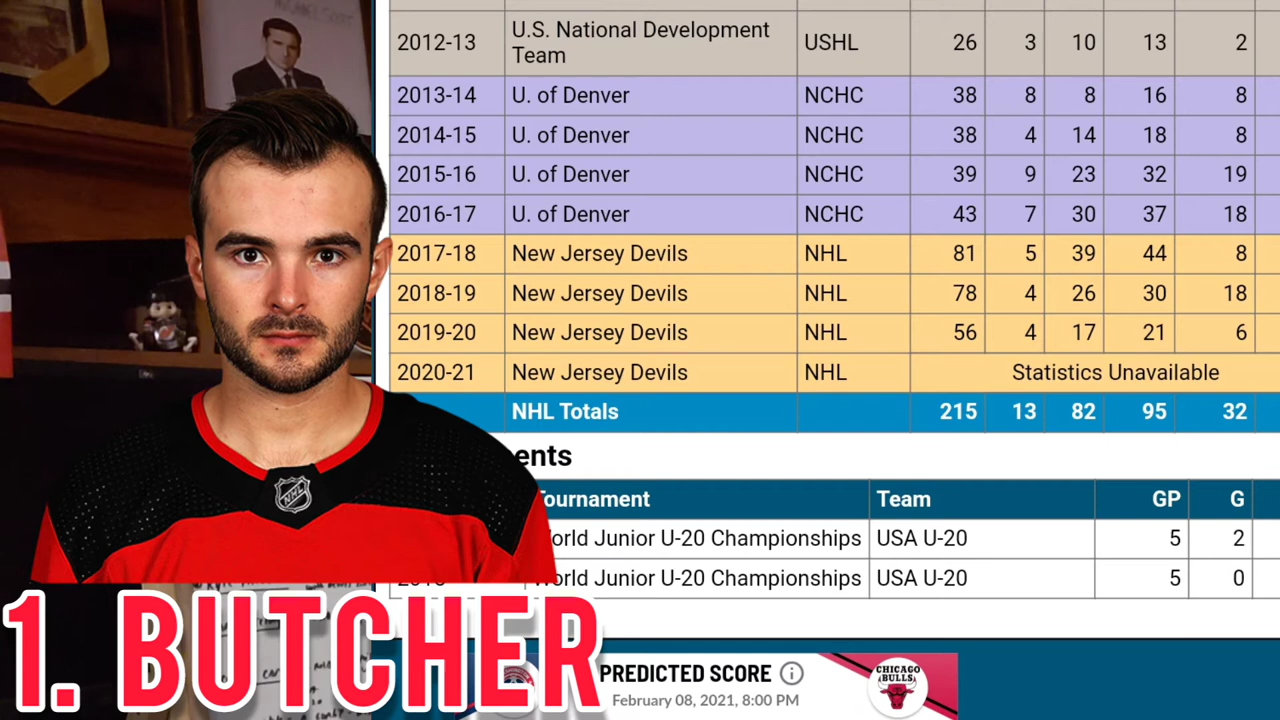 MICHAEL SCOTT
2012-13 U.S. National Development Team USHL 26 3 10 13 2
2013-14 U. of Denver NCHC 38 8 8 16 8
2014-15 U. of Denver NCHC 38 4 14 18 8
2015-16 U. of Denver NCHC 39 9 23 32 19
2016-17 U. of Denver NCHC 43 7 30 37 18
2017-18 New Jersey Devils NHL 81 5 39 44 8
2018-19 New Jersey Devils NHL 78 4 26 30 18
2019-20 New Jersey Devils NHL 56 4 17 21 6
2020-21 New Jersey Devils NHL Statistics Unavailable
NHL Totals 215 13 82 95 32
ents
Tournament Team GP G
World Junior U-20 Championships USA U-20 5 2
World Junior U-20 Championships USA U-20 5 0
NHL
1. BUTCHER
PREDICTED SCORE
February 08, 2021, 8:00 PM
CHICAGO
BULLS